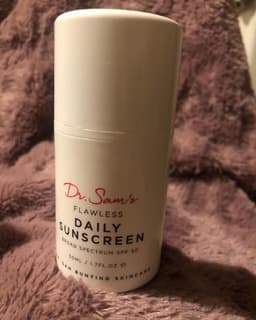 Dr. Sam's
FLAWLESS
DAILY
SUNSCREEN
BROAD SPECTRUM SPF 50
50ML / 1.7FL.OZ ℮
SAM BUNTING SKINCARE